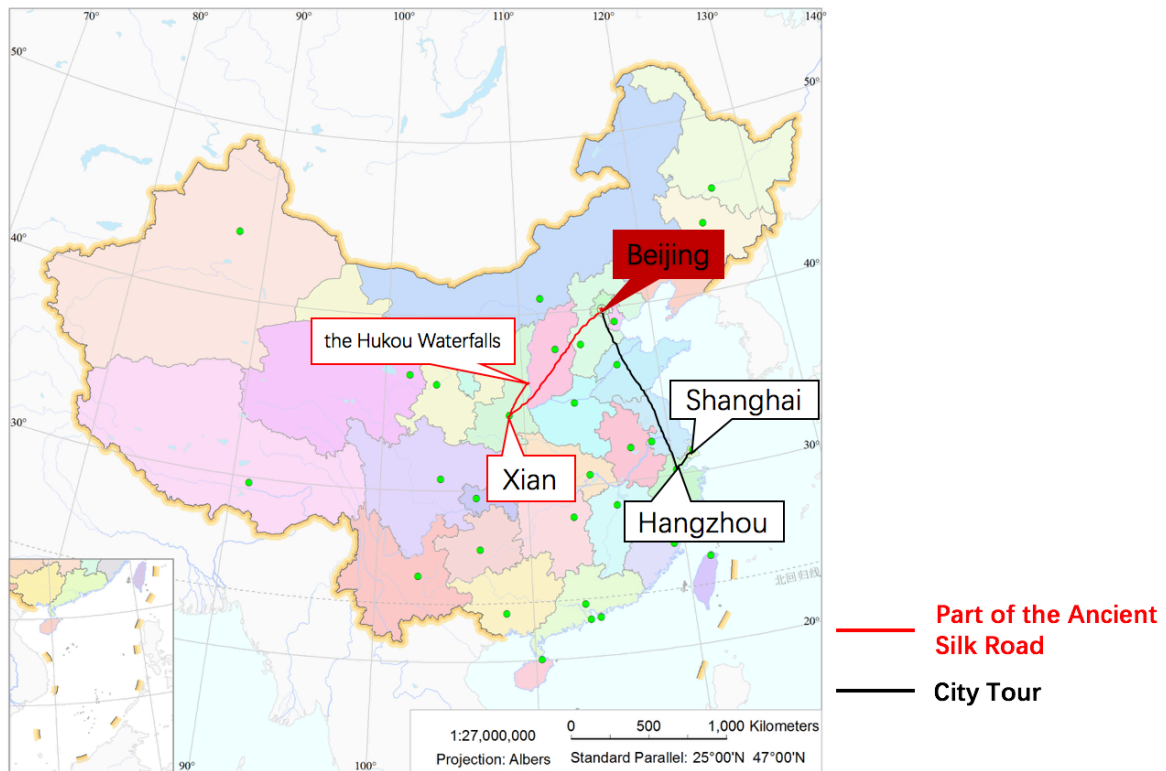 70°
80°
90°
100°
110°
120°
130°
140°
50°
50°
40°
40°
30°
30°
20°
90°
100°
110°
120°
Beijing
the Hukou Waterfalls
Shanghai
Xian
Hangzhou
北回归线
Part of the Ancient
Silk Road
City Tour
1:27,000,000
0 500 1,000 Kilometers
Projection: Albers
Standard Parallel: 25°00'N 47°00'N